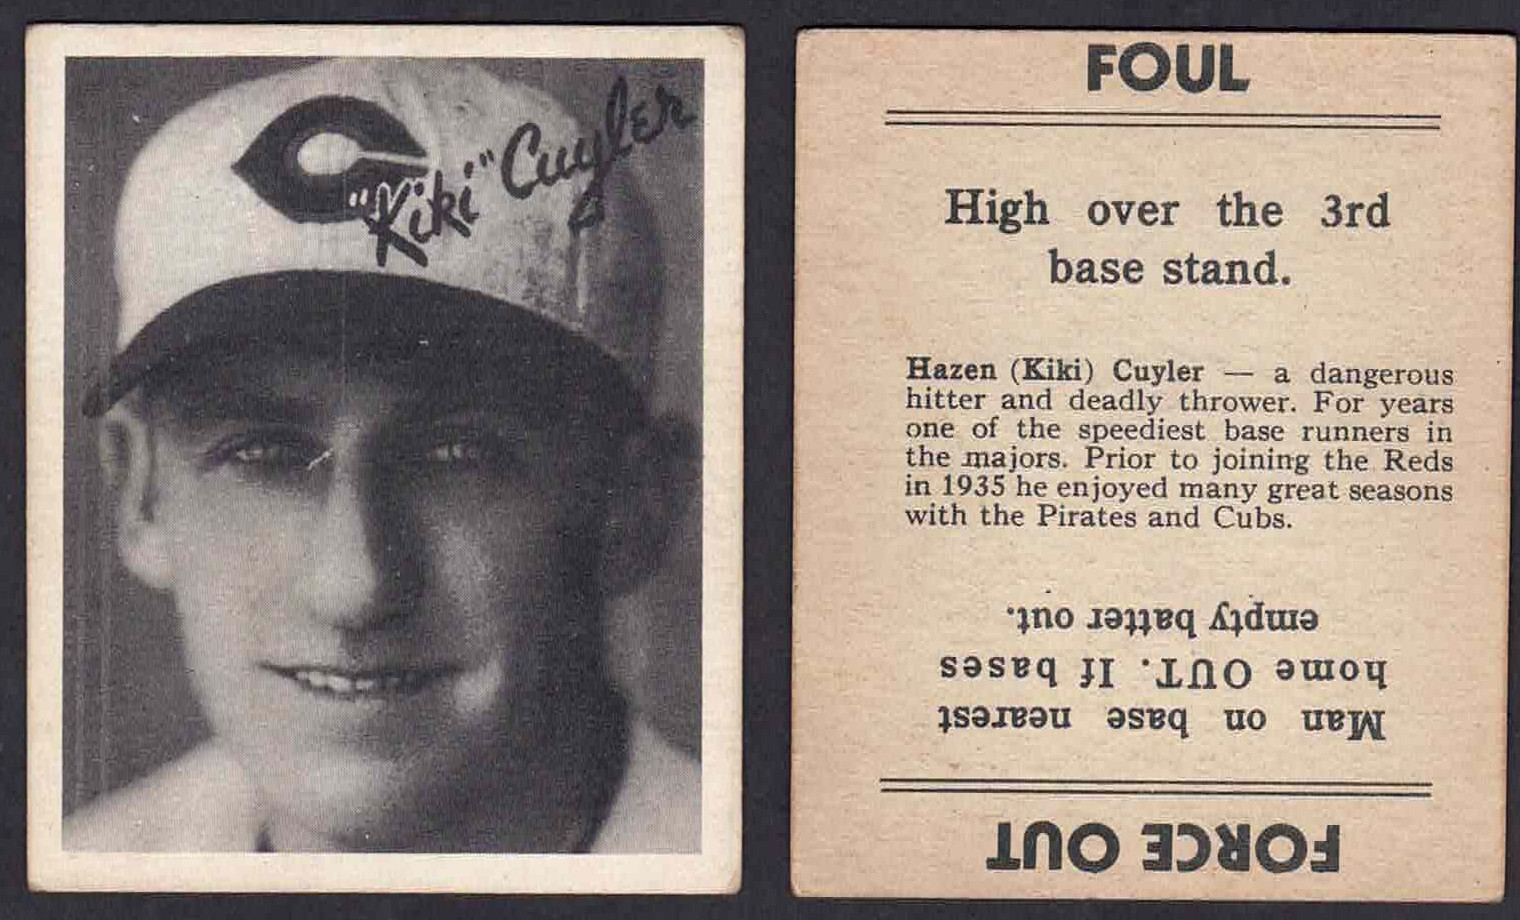 "Kiki" Cuyler
FOUL
High over the 3rd
base stand.
Hazen (Kiki) Cuyler — a dangerous
hitter and deadly thrower. For years
one of the speediest base runners in
the majors. Prior to joining the Reds
in 1935 he enjoyed many great seasons
with the Pirates and Cubs.
FORCE OUT
Man on base nearest
home OUT. If bases
empty batter out.